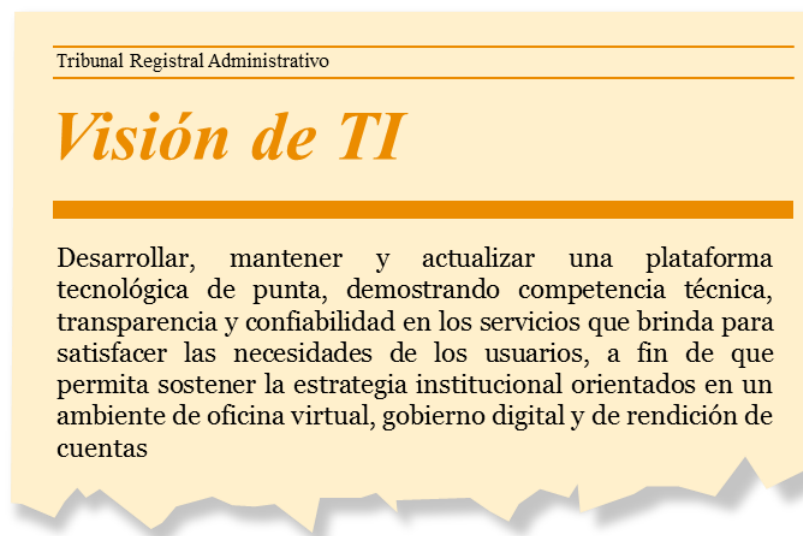 Tribunal Registral Administrativo
Visión de TI
Desarrollar, mantener y actualizar una plataforma
tecnológica de punta, demostrando competencia técnica,
transparencia y confiabilidad en los servicios que brinda para
satisfacer las necesidades de los usuarios, a fin de que
permita sostener la estrategia institucional orientados en un
ambiente de oficina virtual, gobierno digital y de rendición de
cuentas